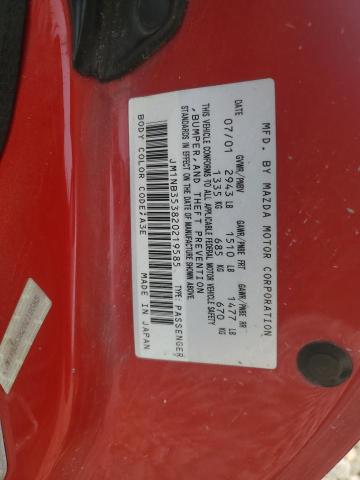 MFD. BY MAZDA MOTOR CORPORATION
DATE GVWR/PNBV GAWR/PNBE FRT GAWR/PNBE RR
07/01 2943 LB 1510 LB 1477 LB
1335 KG 685 KG 670 KG
THIS VEHICLE CONFORMS TO ALL APPLICABLE FEDERAL MOTOR VEHICLE SAFETY
,BUMPER,AND THEFT PREVENTION
STANDARDS IN EFFECT ON THE DATE OF MANUFACTURE SHOWN ABOVE.
JM1NB353820219585 TYPE:PASSENGER
BODY COLOR CODE;A3E MADE IN JAPAN